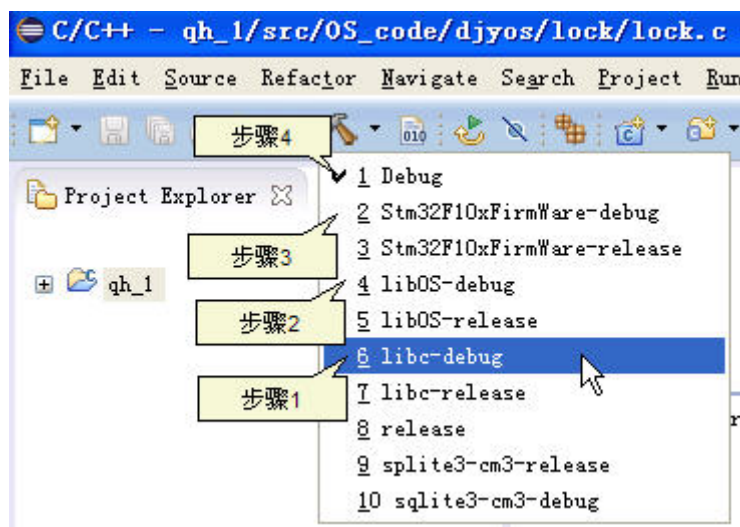 C/C++ - qh_1/src/OS_code/djyos/lock/lock.c
File Edit Source Refactor Navigate Search Project Run
010
步骤4
1 Debug
Project Explorer
2 Stm32F10xFirmWare-debug
步骤3
3 Stm32F10xFirmWare-release
qh_1
4 libOS-debug
步骤2
5 libOS-release
6 libc-debug
步骤1
7 libc-release
8 release
9 splite3-cm3-release
10 sqlite3-cm3-debug